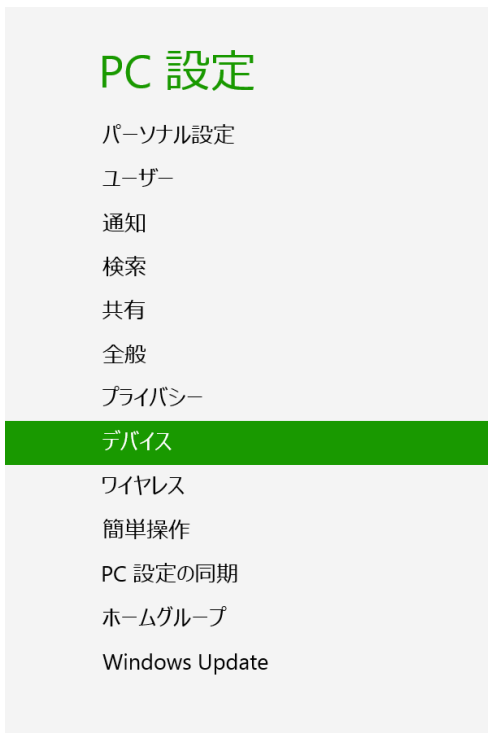 PC 設定
パーソナル設定
ユーザー
通知
検索
共有
全般
プライバシー
デバイス
ワイヤレス
簡単操作
PC 設定の同期
ホームグループ
Windows Update